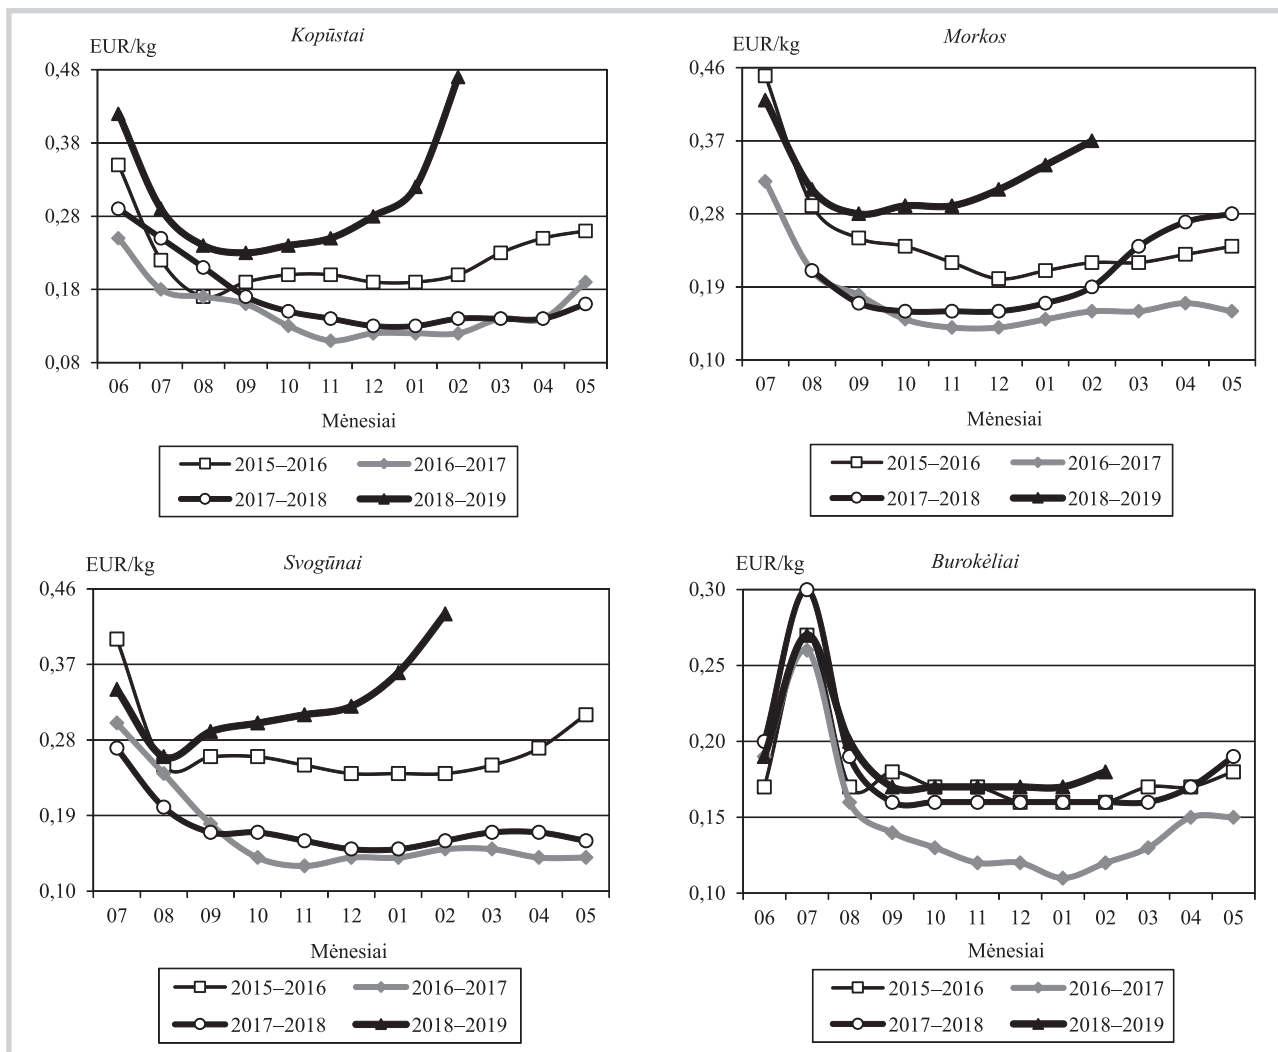 Kopūstai
EUR/kg
0,48
0,38
0,28
0,18
0,08
06 07 08 09 10 11 12 01 02 03 04 05
Mėnesiai
2015–2016 2016–2017
2017–2018 2018–2019
Morkos
EUR/kg
0,46
0,37
0,28
0,19
0,10
07 08 09 10 11 12 01 02 03 04 05
Mėnesiai
2015–2016 2016–2017
2017–2018 2018–2019
Svogūnai
EUR/kg
0,46
0,37
0,28
0,19
0,10
07 08 09 10 11 12 01 02 03 04 05
Mėnesiai
2015–2016 2016–2017
2017–2018 2018–2019
Burokėliai
EUR/kg
0,30
0,25
0,20
0,15
0,10
06 07 08 09 10 11 12 01 02 03 04 05
Mėnesiai
2015–2016 2016–2017
2017–2018 2018–2019